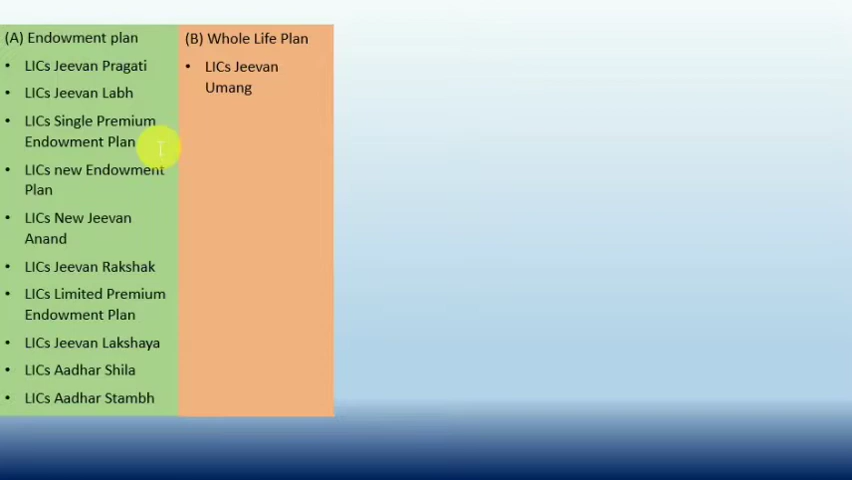 (A) Endowment plan
• LICs Jeevan Pragati
• LICs Jeevan Labh
• LICs Single Premium
Endowment Plan
• LICs new Endowment
Plan
• LICs New Jeevan
Anand
• LICs Jeevan Rakshak
• LICs Limited Premium
Endowment Plan
• LICs Jeevan Lakshaya
• LICs Aadhar Shila
• LICs Aadhar Stambh
(B) Whole Life Plan
• LICs Jeevan
Umang